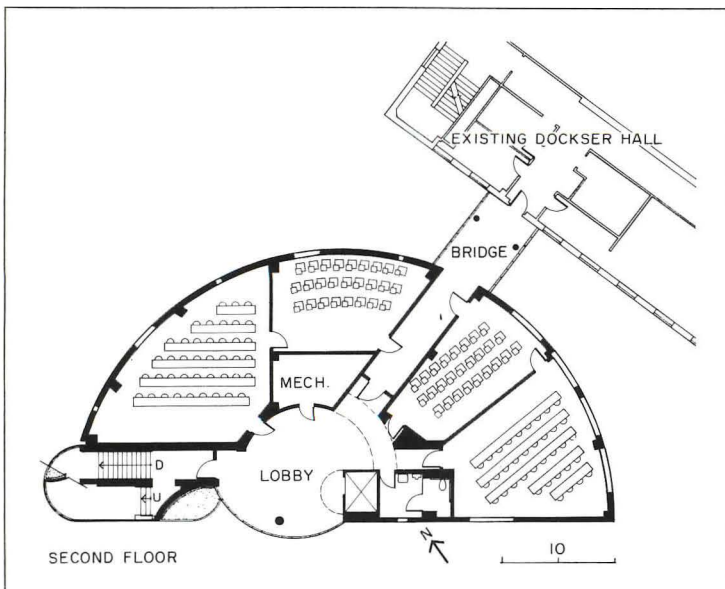 EXISTING DOCKSER HALL
BRIDGE
MECH.
D
LOBBY
U
N
10
SECOND FLOOR